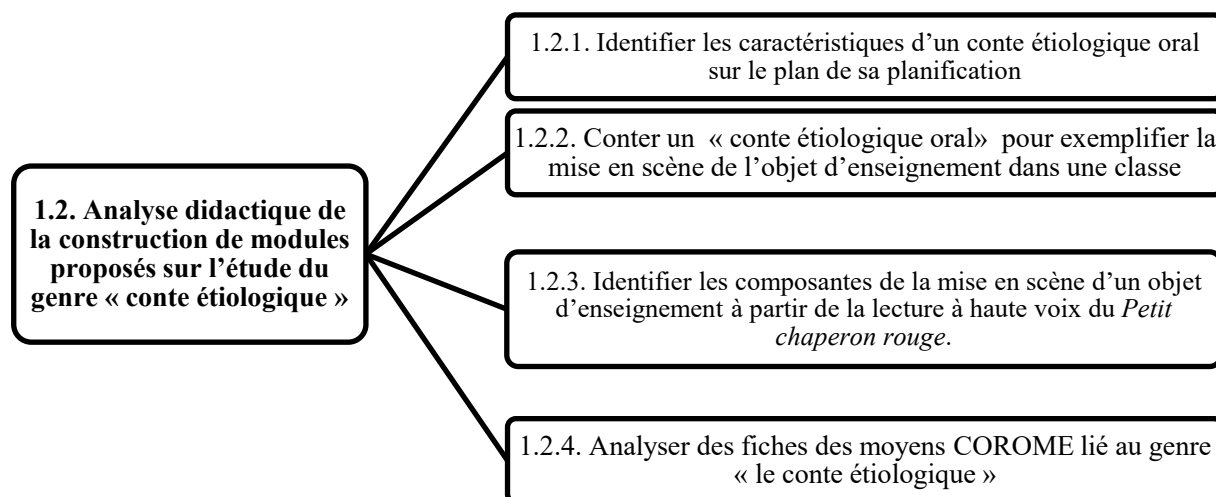 1.2. Analyse didactique de
la construction de modules
proposés sur l’étude du
genre « conte étiologique »
1.2.1. Identifier les caractéristiques d’un conte étiologique oral
sur le plan de sa planification
1.2.2. Conter un « conte étiologique oral» pour exemplifier la
mise en scène de l’objet d’enseignement dans une classe
1.2.3. Identifier les composantes de la mise en scène d’un objet
d’enseignement à partir de la lecture à haute voix du Petit
chaperon rouge.
1.2.4. Analyser des fiches des moyens COROME lié au genre
« le conte étiologique »